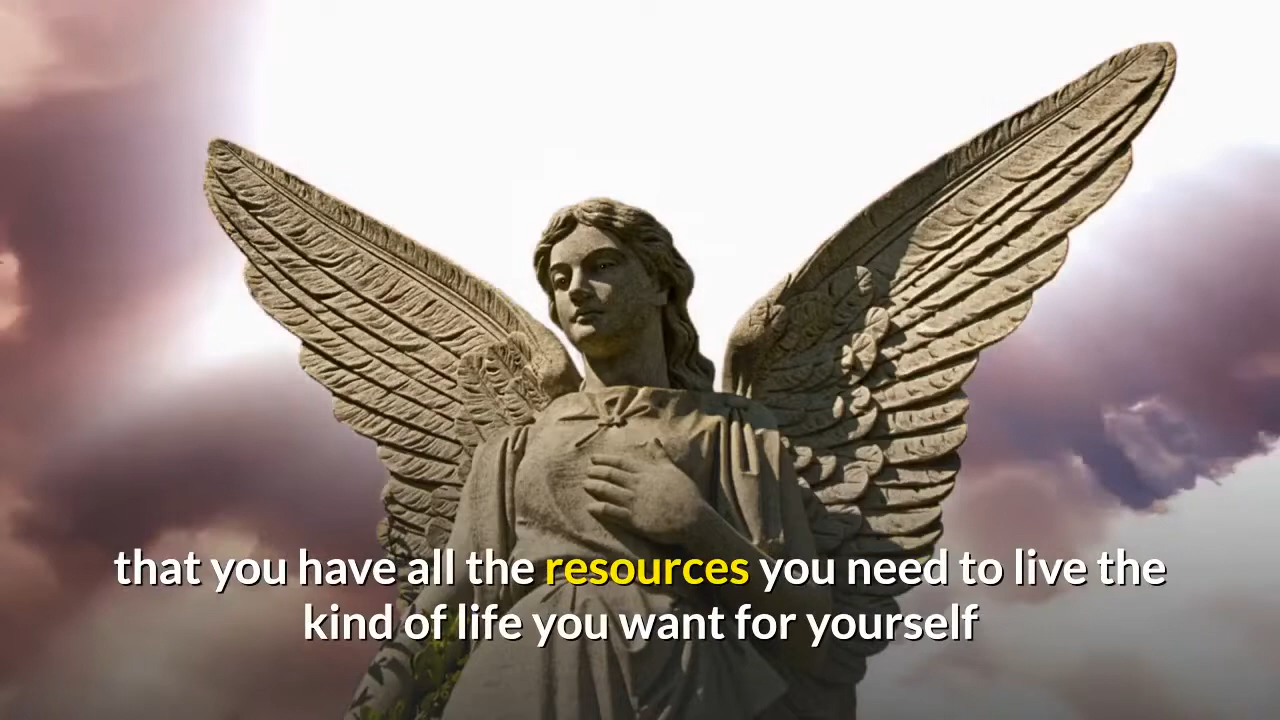 that you have all the resources you need to live the
kind of life you want for yourself